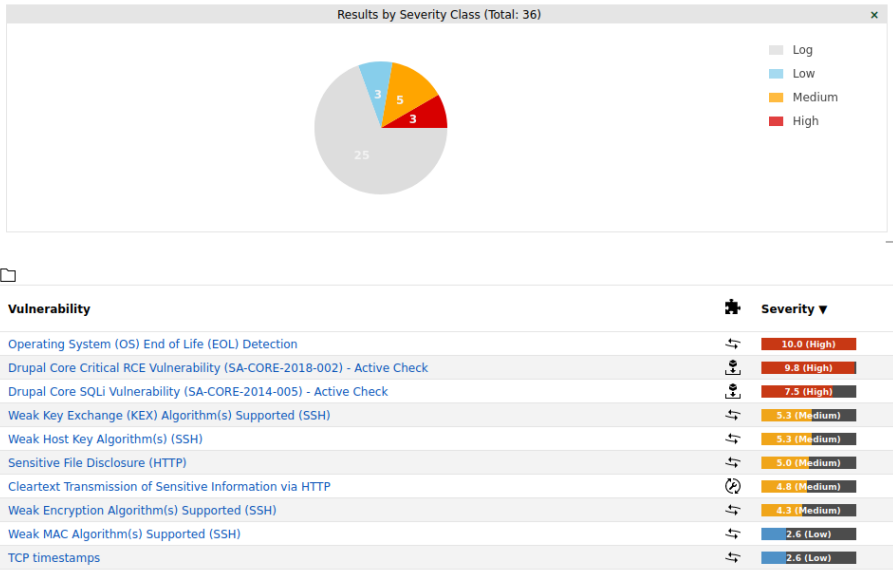 Results by Severity Class (Total: 36)
×
3
5
3
25
Log
Low
Medium
High
Vulnerability Severity ▼
Operating System (OS) End of Life (EOL) Detection 10.0 (High)
Drupal Core Critical RCE Vulnerability (SA-CORE-2018-002) - Active Check 9.8 (High)
Drupal Core SQLi Vulnerability (SA-CORE-2014-005) - Active Check 7.5 (High)
Weak Key Exchange (KEX) Algorithm(s) Supported (SSH) 5.3 (Medium)
Weak Host Key Algorithm(s) (SSH) 5.3 (Medium)
Sensitive File Disclosure (HTTP) 5.0 (Medium)
Cleartext Transmission of Sensitive Information via HTTP 4.8 (Medium)
Weak Encryption Algorithm(s) Supported (SSH) 4.3 (Medium)
Weak MAC Algorithm(s) Supported (SSH) 2.6 (Low)
TCP timestamps 2.6 (Low)